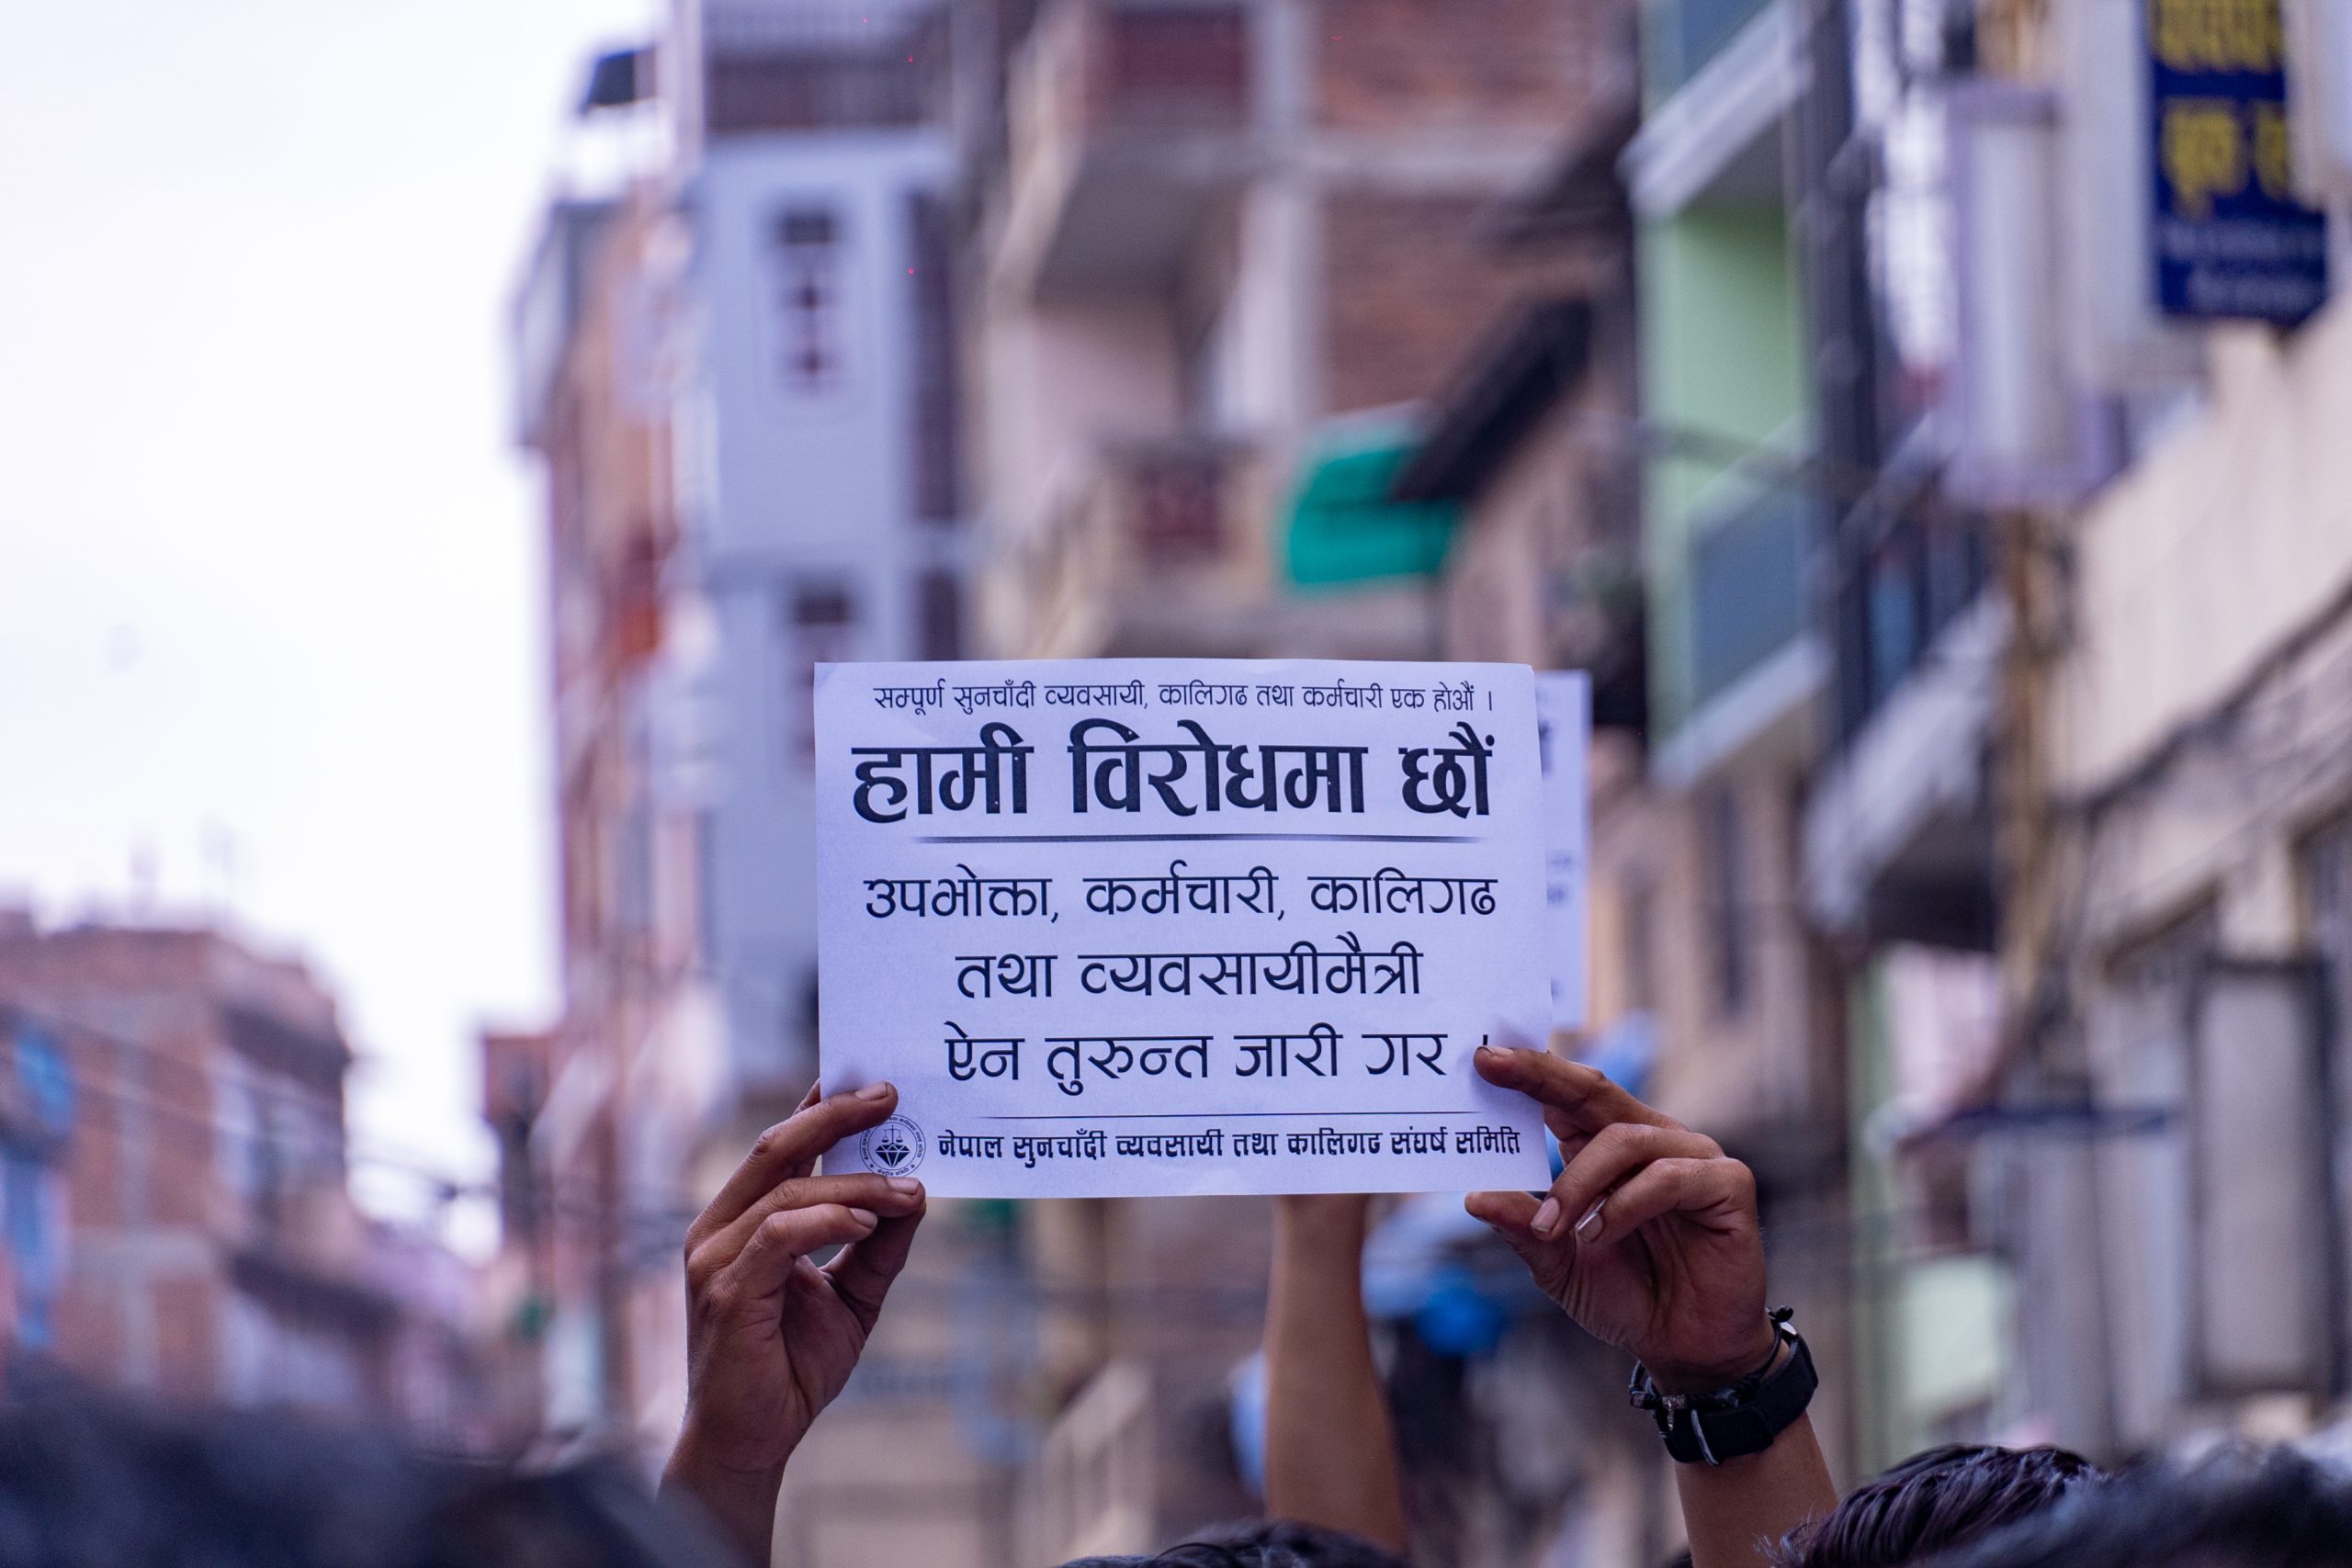 सम्पूर्ण सुनचाँदी व्यवसायी, कालिगढ तथा कर्मचारी एक होऔं ।
हामी विरोधमा छौं
उपभोक्ता, कर्मचारी, कालिगढ
तथा व्यवसायीमैत्री
ऐन तुरुन्त जारी गर ।
नेपाल सुनचाँदी व्यवसायी तथा कालिगढ संघर्ष समिति